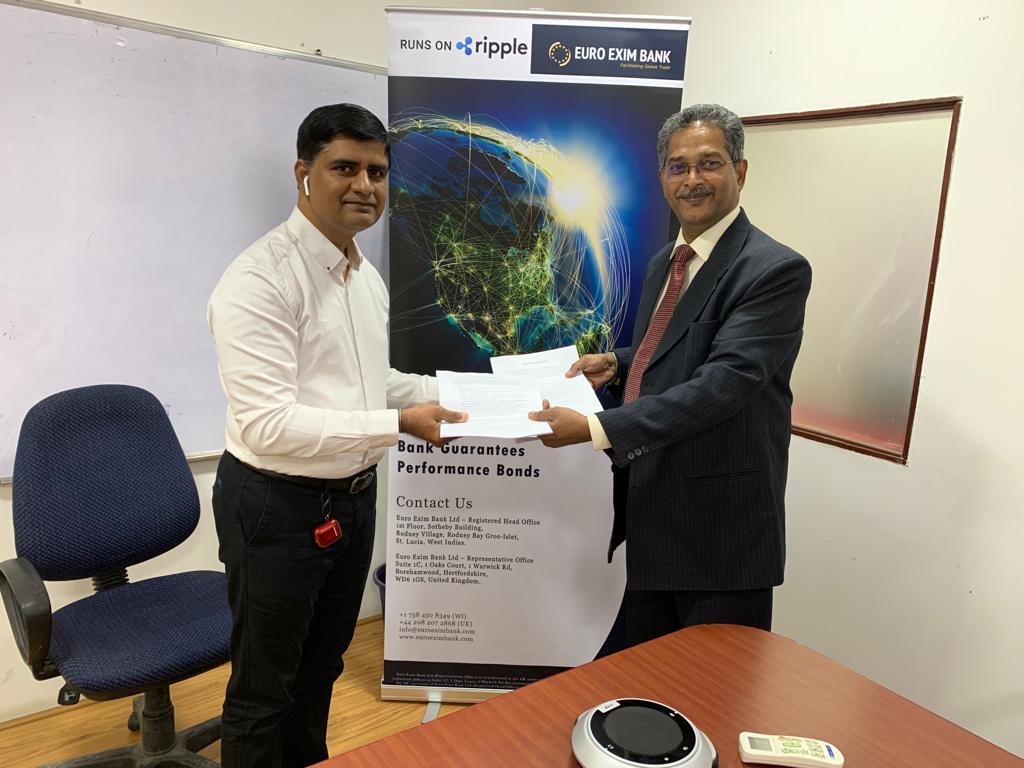 RUNS ON ripple
EURO EXIM BANK
Facilitating Global Trade
Bank Guarantees
Performance Bonds
Contact Us
Euro Exim Bank Ltd – Registered Head Office
1st Floor, Sotheby Building,
Rodney Village, Rodney Bay Gros-Islet,
St. Lucia, West Indies.
Euro Exim Bank Ltd – Representative Office
Suite 1C, 1 Oaks Court, 1 Warwick Rd,
Borehamwood, Hertfordshire,
WD6 1GS, United Kingdom.
+1 758 450 8349 (WI)
+44 208 207 2868 (UK)
info@euroeximbank.com
www.euroeximbank.com